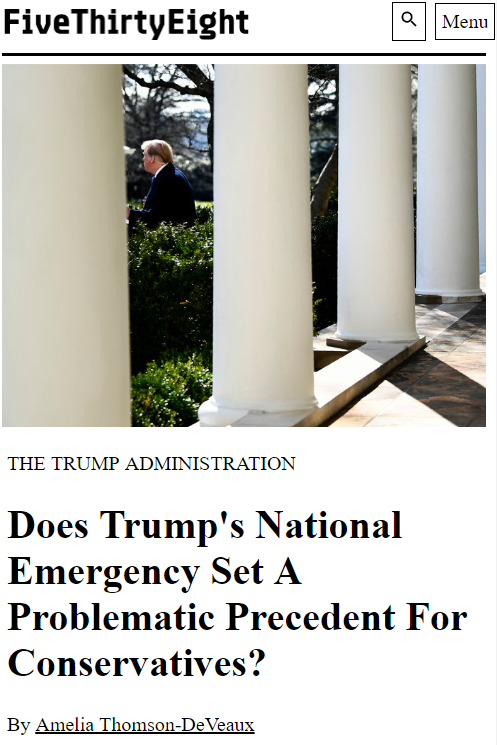 FiveThirtyEight
Menu
THE TRUMP ADMINISTRATION
Does Trump's National
Emergency Set A
Problematic Precedent For
Conservatives?
By Amelia Thomson-DeVeaux